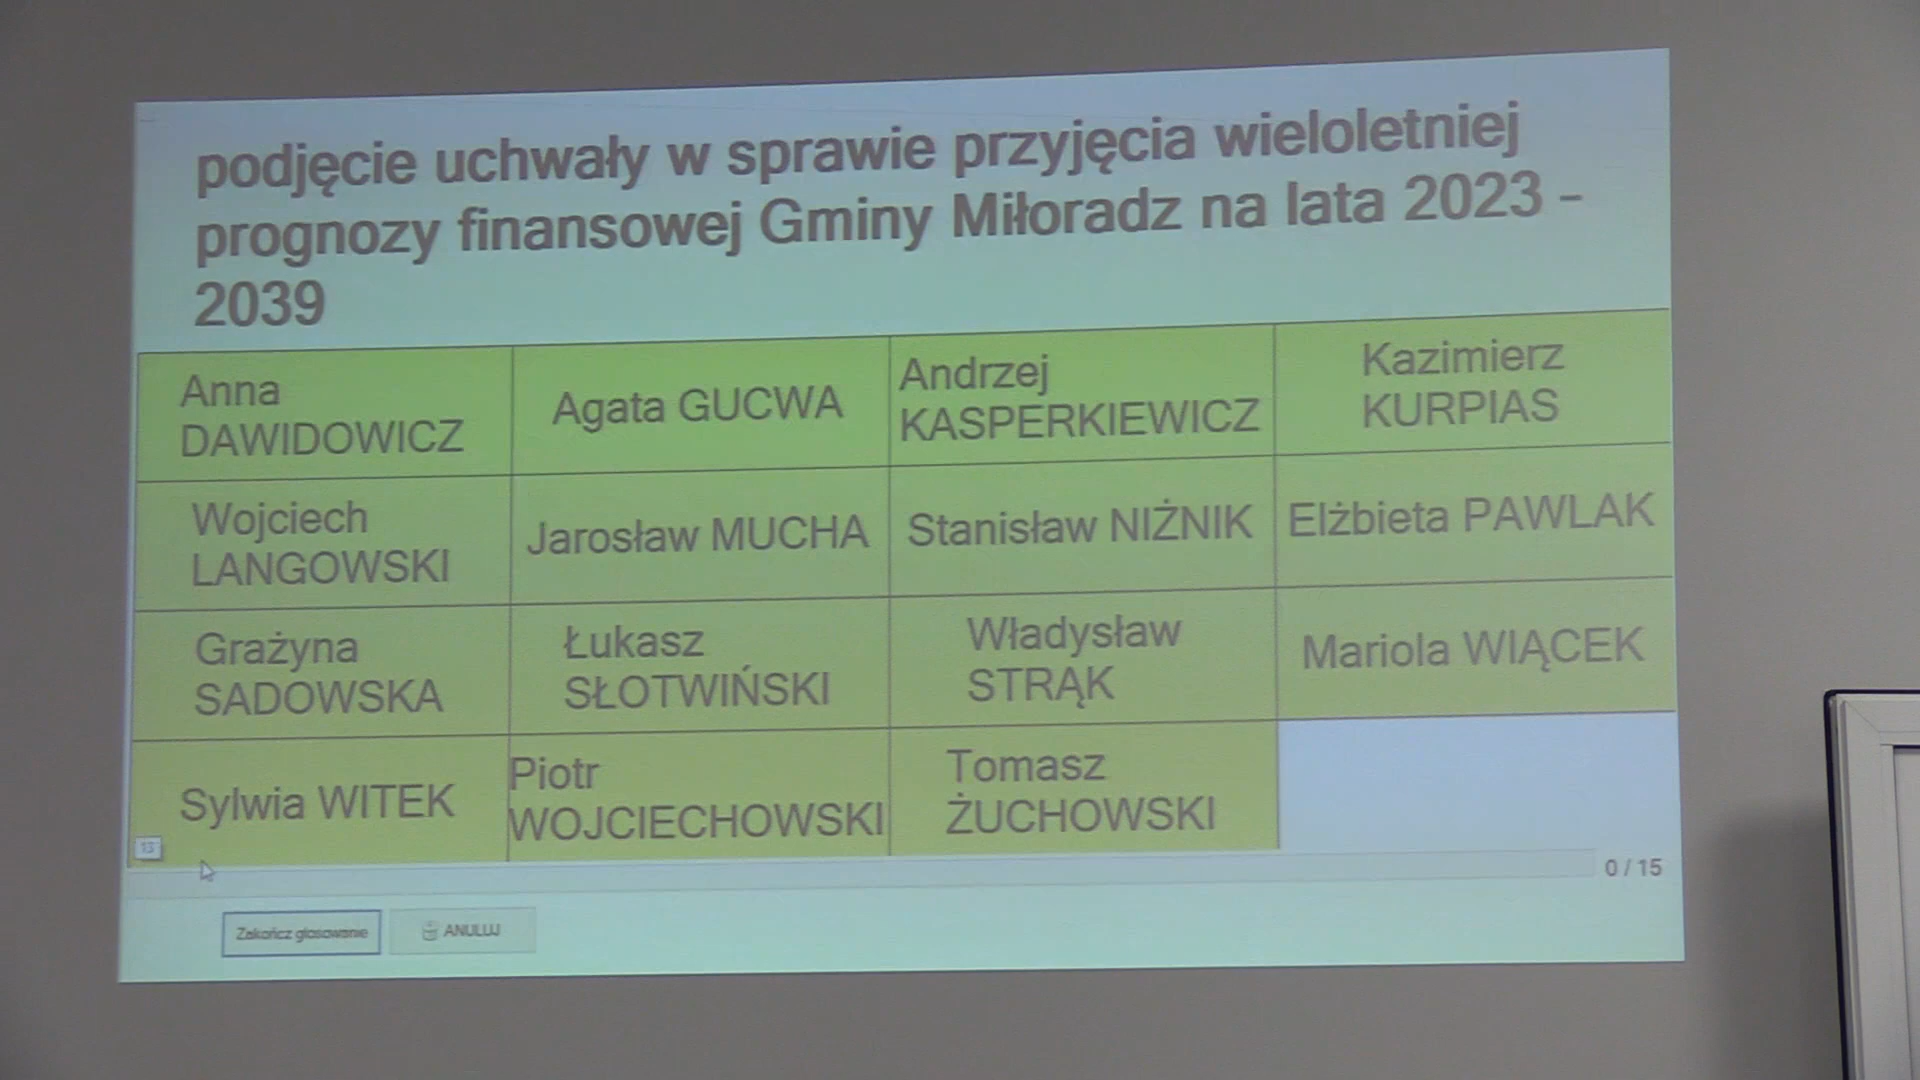 podjęcie uchwały w sprawie przyjęcia wieloletniej
prognozy finansowej Gminy Miłoradz na lata 2023 -
2039
Anna
DAWIDOWICZ
Agata GUCWA
Andrzej
KASPERKIEWICZ
Kazimierz
KURPIAS
Wojciech
LANGOWSKI
Jarosław MUCHA
Stanisław NIŻNIK
Elżbieta PAWLAK
Grażyna
SADOWSKA
Łukasz
SŁOTWIŃSKI
Władysław
STRĄK
Mariola WIĄCEK
Sylwia WITEK
Piotr
WOJCIECHOWSKI
Tomasz
ŻUCHOWSKI
13
0 / 15
Zakończ głosowanie
ANULUJ